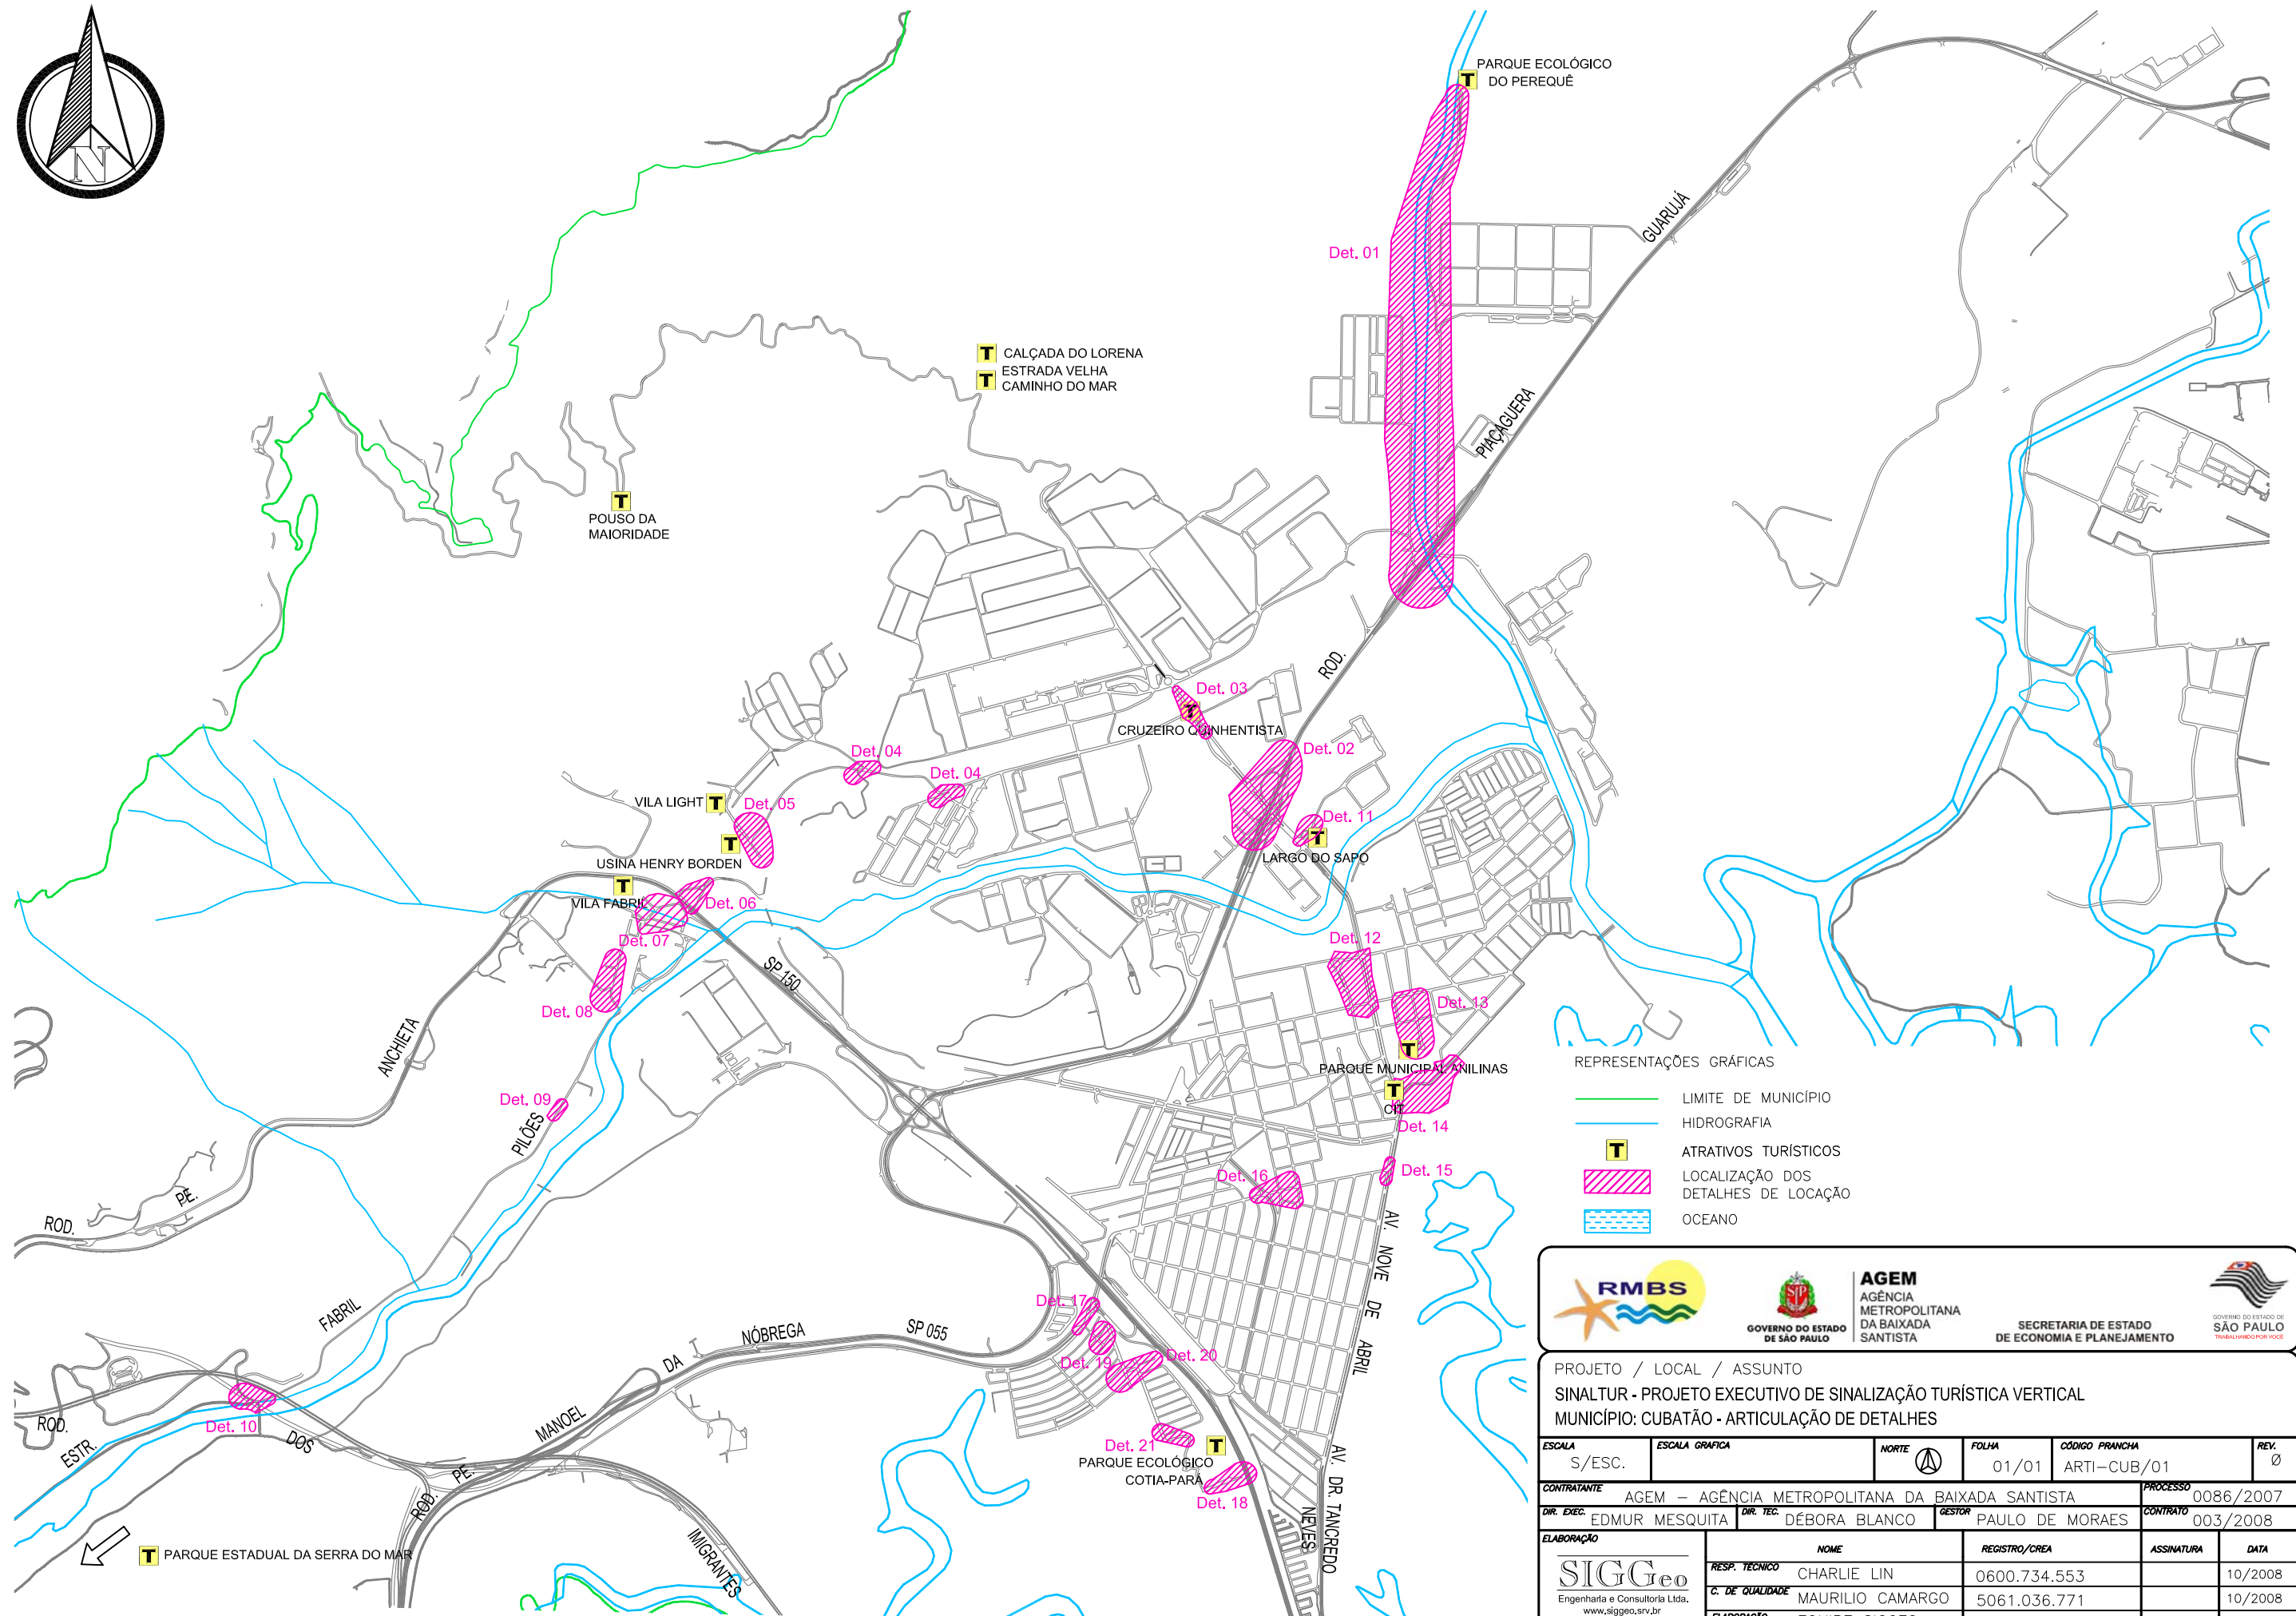 N
T PARQUE ECOLÓGICO
DO PEREQUÊ
Det. 01
GUARUJÁ
PIAÇAGUERA
ROD.
T CALÇADA DO LORENA
T ESTRADA VELHA
CAMINHO DO MAR
T
POUSO DA
MAIORIDADE
Det. 03
T
CRUZEIRO QUINHENTISTA
Det. 02
Det. 04
Det. 04
VILA LIGHT T
Det. 05
T
USINA HENRY BORDEN
Det. 11
T
LARGO DO SAPO
T
VILA FABRIL
Det. 06
Det. 07
Det. 08
SP 150
Det. 12
Det. 13
T
PARQUE MUNICIPAL ANILINAS
T
CIT
Det. 14
ANCHIETA
Det. 09
PILÕES
PE.
ROD.
Det. 16
Det. 15
AV. NOVE DE ABRIL
FABRIL
Det. 17
NÓBREGA
SP 055
DA
Det. 19
Det. 20
MANOEL
PE.
ROD.
ROD.
Det. 10
DOS
ESTR.
Det. 21
T
PARQUE ECOLÓGICO
COTIA-PARÁ
Det. 18
AV. DR. TANCREDO
NEVES
IMIGRANTES
T PARQUE ESTADUAL DA SERRA DO MAR
REPRESENTAÇÕES GRÁFICAS
LIMITE DE MUNICÍPIO
HIDROGRAFIA
T ATRATIVOS TURÍSTICOS
LOCALIZAÇÃO DOS
DETALHES DE LOCAÇÃO
OCEANO
RMBS
GOVERNO DO ESTADO
DE SÃO PAULO
AGEM
AGÊNCIA
METROPOLITANA
DA BAIXADA
SANTISTA
SECRETARIA DE ESTADO
DE ECONOMIA E PLANEJAMENTO
GOVERNO DO ESTADO DE
SÃO PAULO
TRABALHANDO POR VOCÊ
PROJETO / LOCAL / ASSUNTO
SINALTUR - PROJETO EXECUTIVO DE SINALIZAÇÃO TURÍSTICA VERTICAL
MUNICÍPIO: CUBATÃO - ARTICULAÇÃO DE DETALHES
ESCALA S/ESC. ESCALA GRAFICA NORTE FOLHA 01/01 CÓDIGO PRANCHA ARTI-CUB/01 REV. Ø
CONTRATANTE AGEM - AGÊNCIA METROPOLITANA DA BAIXADA SANTISTA PROCESSO 0086/2007
DIR. EXEC. EDMUR MESQUITA DIR. TEC. DÉBORA BLANCO GESTOR PAULO DE MORAES CONTRATO 003/2008
ELABORAÇÃO NOME REGISTRO/CREA ASSINATURA DATA
SIGGeo
Engenharia e Consultoria Ltda.
www.siggeo.srv.br
RESP. TÉCNICO CHARLIE LIN 0600.734.553 10/2008
C. DE QUALIDADE MAURILIO CAMARGO 5061.036.771 10/2008